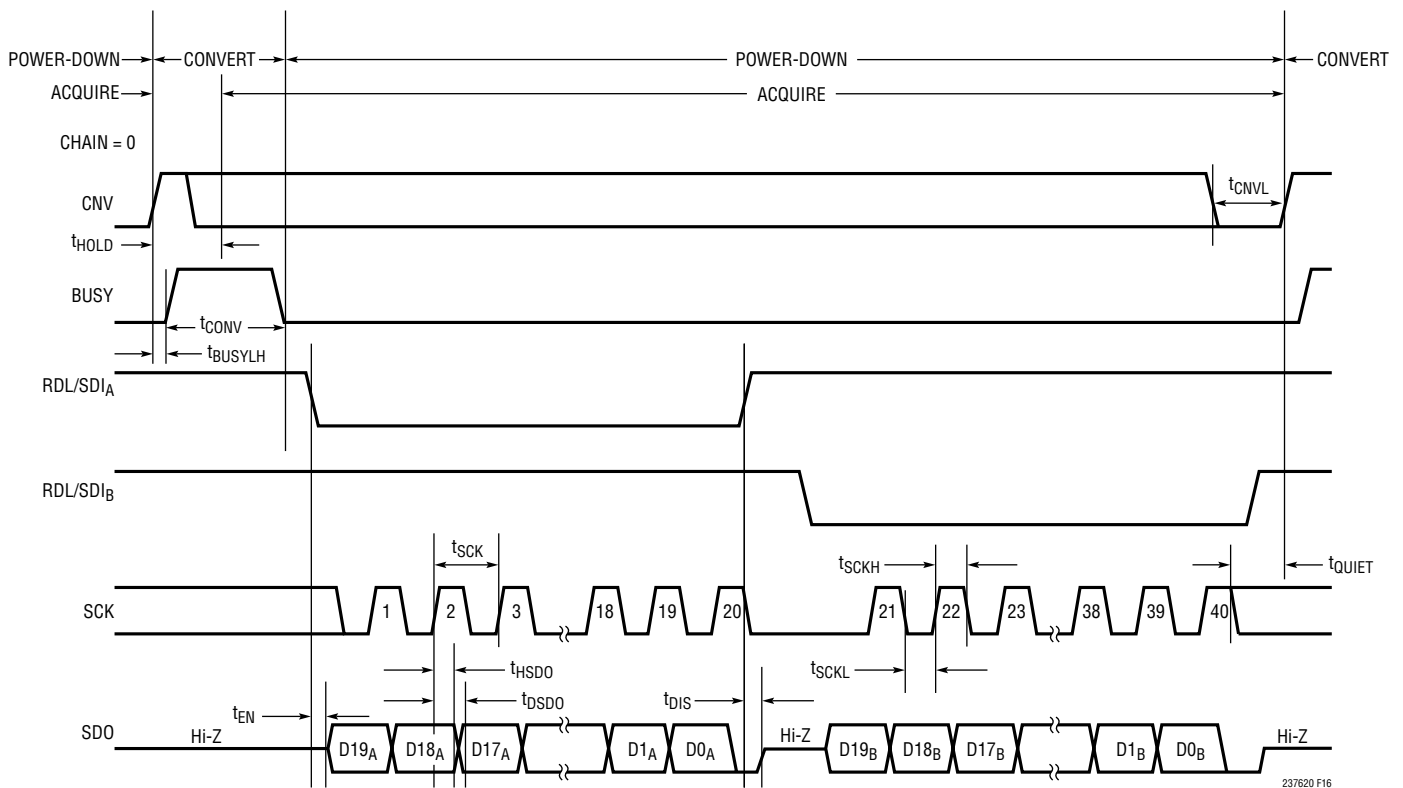 POWER-DOWN CONVERT POWER-DOWN CONVERT
ACQUIRE ACQUIRE
CHAIN = 0
CNV tCNVL
tHOLD
BUSY
tCONV
tBUSYLH
RDL/SDIA
RDL/SDIB
tSCK tSCKH tQUIET
SCK 1 2 3 18 19 20 21 22 23 38 39 40
tHSDO tSCKL
tDSDO tDIS
tEN
SDO Hi-Z D19A D18A D17A D1A D0A Hi-Z D19B D18B D17B D1B D0B Hi-Z
237620 F16